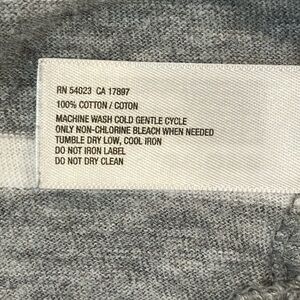 RN 54023 CA 17897
100% COTTON / COTON
MACHINE WASH COLD GENTLE CYCLE
ONLY NON-CHLORINE BLEACH WHEN NEEDED
TUMBLE DRY LOW, COOL IRON
DO NOT IRON LABEL
DO NOT DRY CLEAN